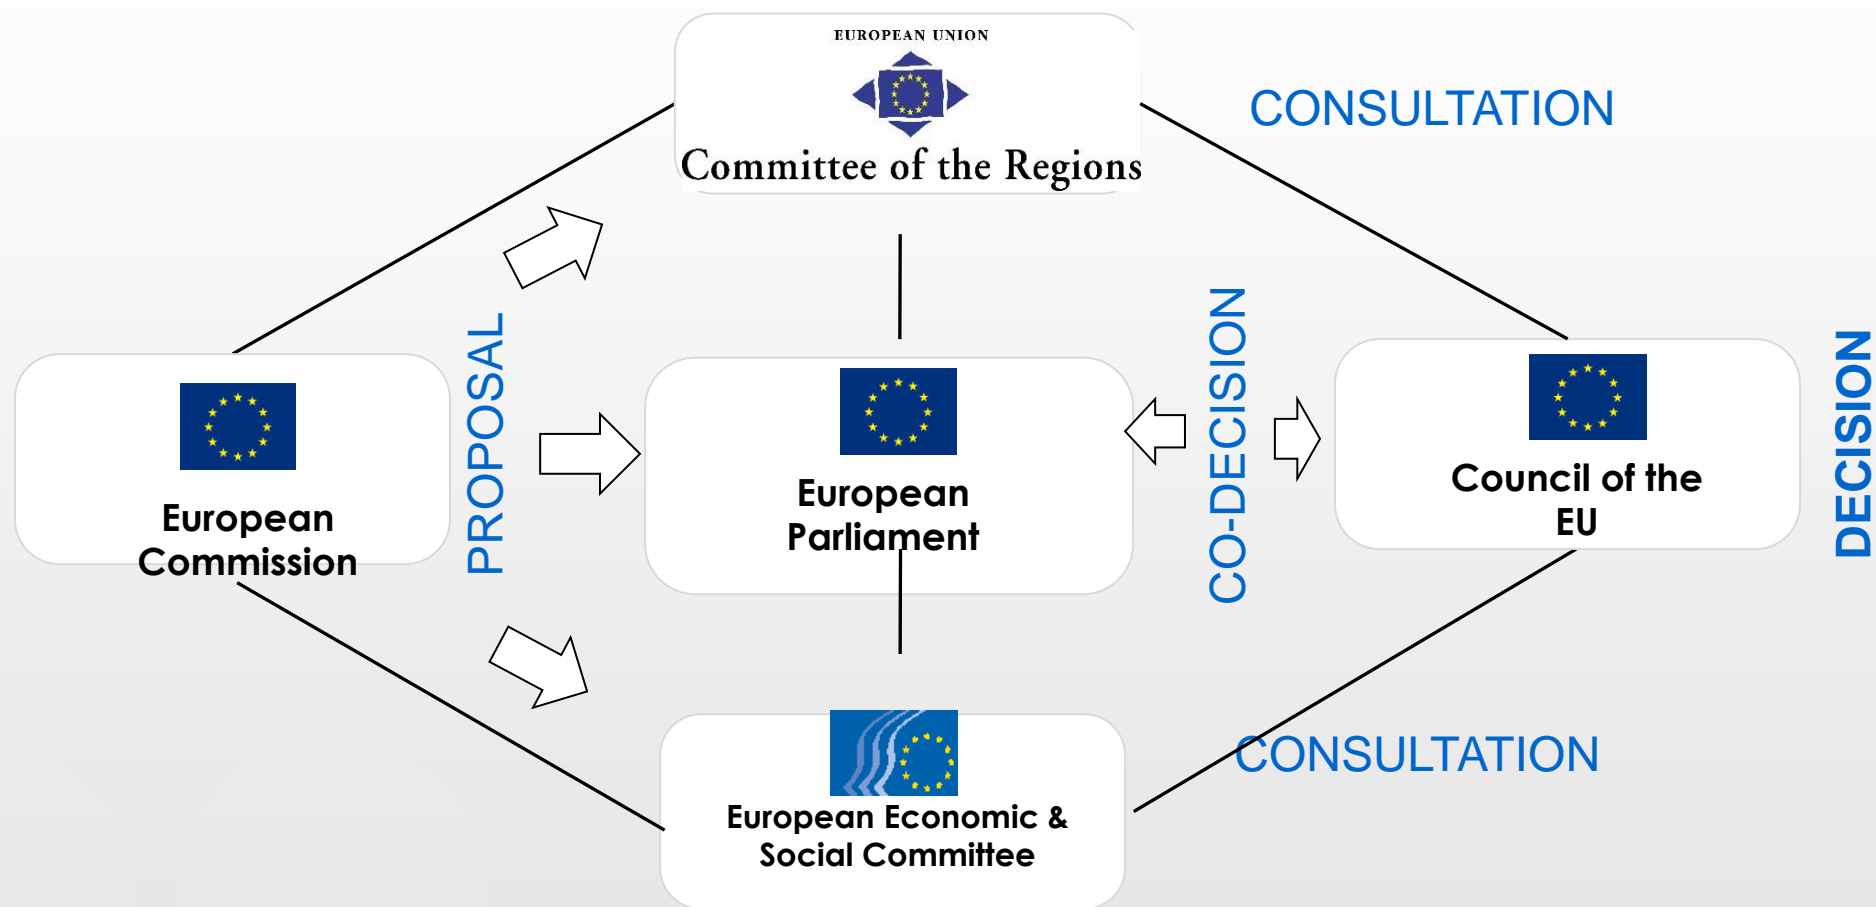 EUROPEAN UNION
Committee of the Regions
CONSULTATION
European
Commission
PROPOSAL
European
Parliament
CO-DECISION
Council of the
EU
DECISION
European Economic &
Social Committee
CONSULTATION